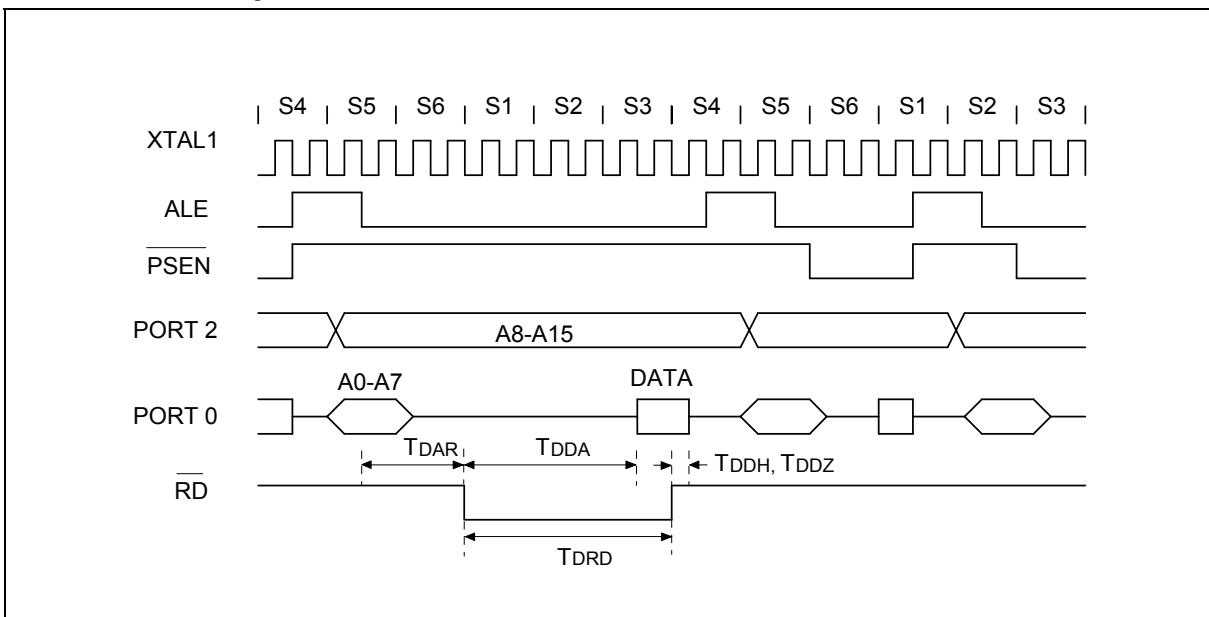 | S4 | S5 | S6 | S1 | S2 | S3 | S4 | S5 | S6 | S1 | S2 | S3 |
XTAL1
ALE
PSEN
PORT 2 A8-A15
A0-A7 DATA
PORT 0
TDAR TDDA TDDH, TDDZ
RD
TDRD